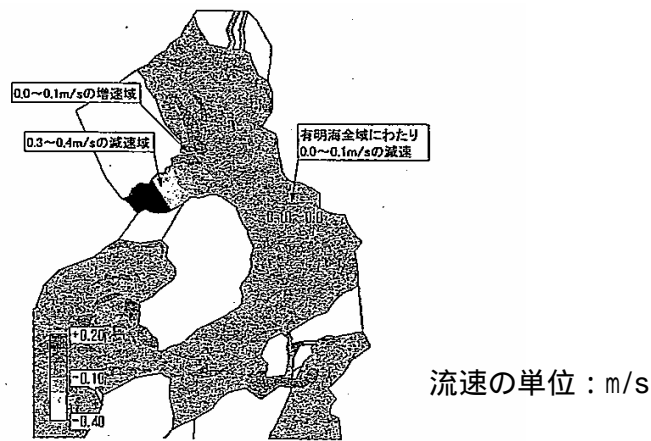 0.0～0.1m/sの増速域
0.3～0.4m/sの減速域
有明海全域にわたり
0.0～0.1m/sの減速
+0.20
-0.10
-0.40
流速の単位：m/s